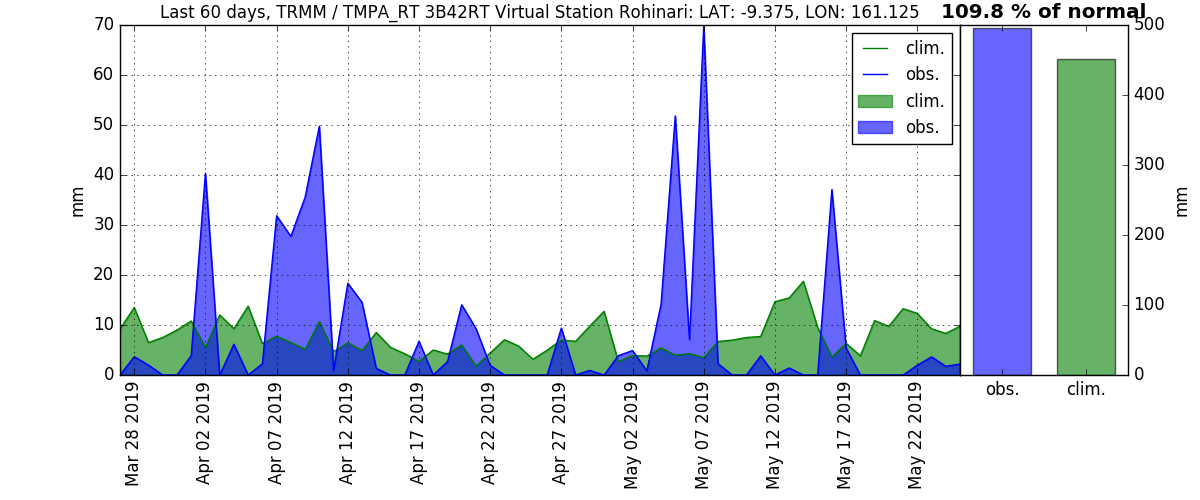 Last 60 days, TRMM / TMPA_RT 3B42RT Virtual Station Rohinari: LAT: -9.375, LON: 161.125
109.8 % of normal
70
60
50
40
30
20
10
0
mm
clim.
obs.
clim.
obs.
500
400
300
200
100
0
mm
Mar 28 2019
Apr 02 2019
Apr 07 2019
Apr 12 2019
Apr 17 2019
Apr 22 2019
Apr 27 2019
May 02 2019
May 07 2019
May 12 2019
May 17 2019
May 22 2019
obs.
clim.